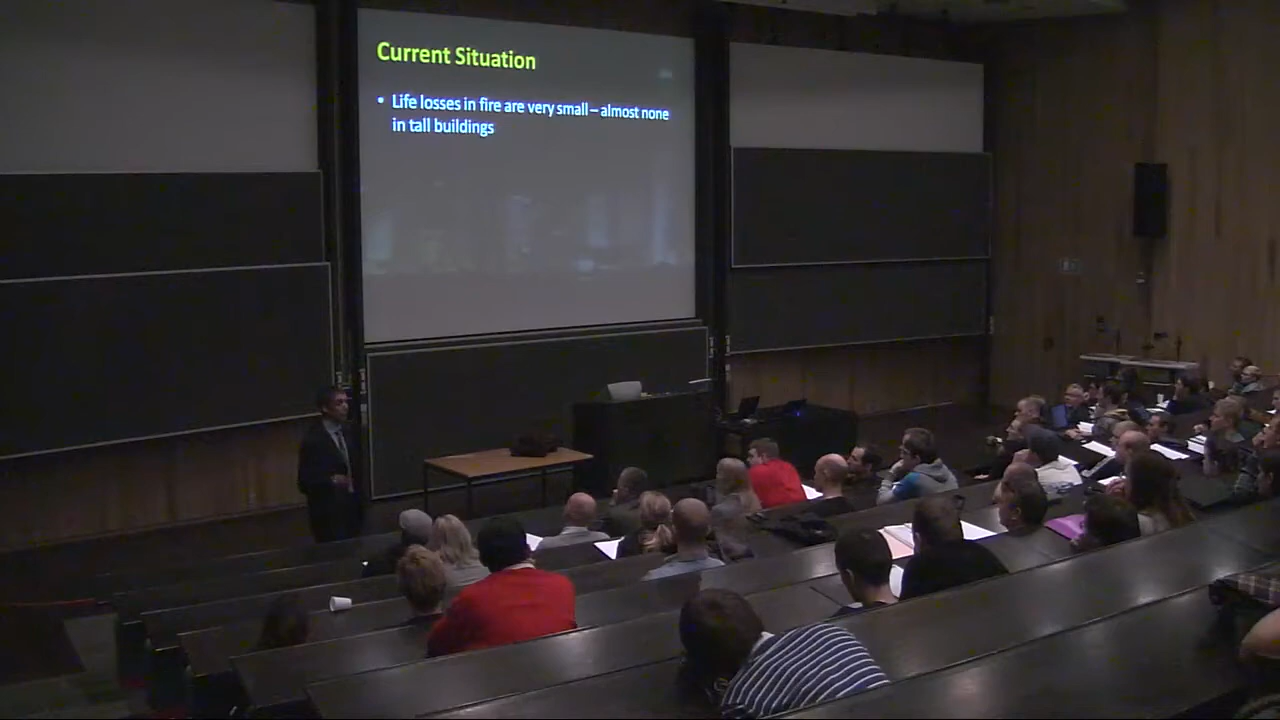 Current Situation
• Life losses in fire are very small – almost none
in tall buildings